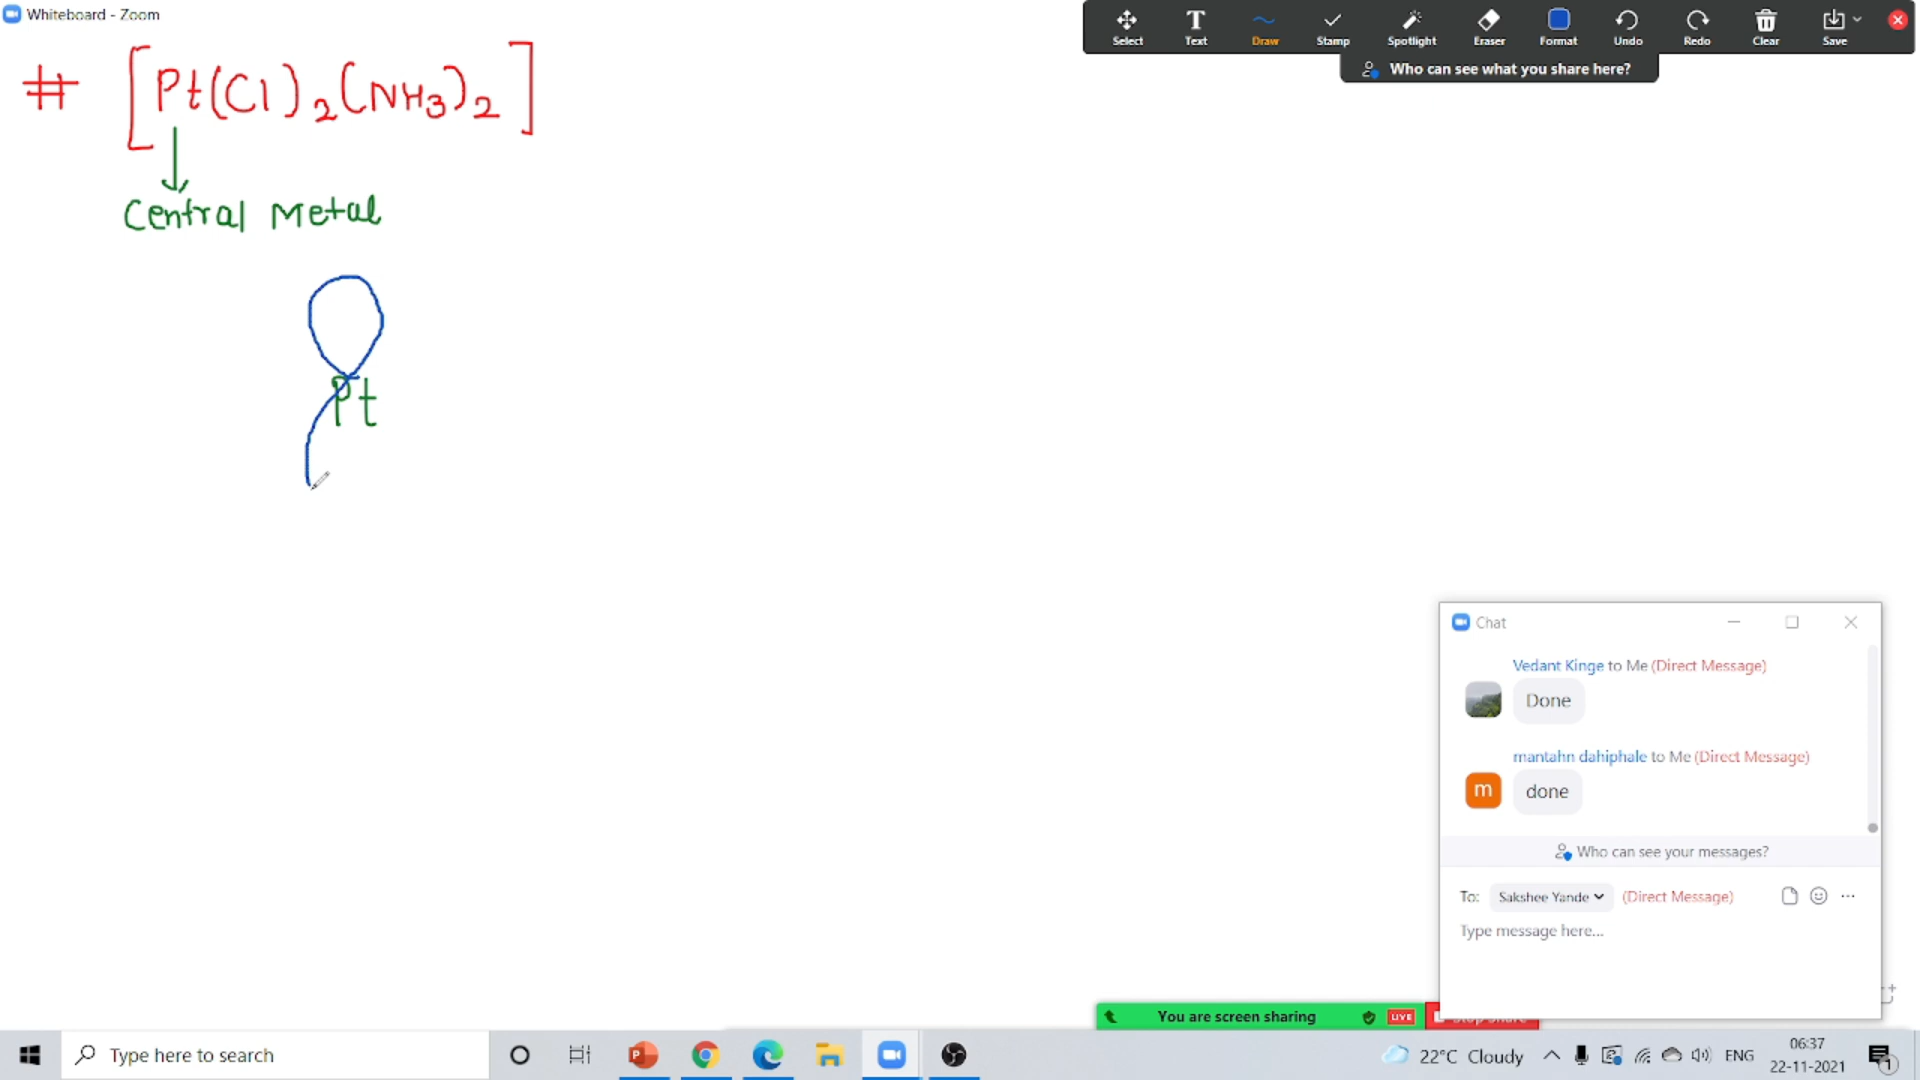 Whiteboard - Zoom
Select Text Draw Stamp Spotlight Eraser Format Undo Redo Clear Save
Who can see what you share here?
# [Pt(Cl)2(NH3)2]
Central Metal
Pt
Chat
Vedant Kinge to Me (Direct Message)
Done
mantahn dahiphale to Me (Direct Message)
m
done
Who can see your messages?
To: Sakshee Yande (Direct Message)
Type message here...
You are screen sharing LIVE
Type here to search
22°C Cloudy ENG
06:37
22-11-2021
1